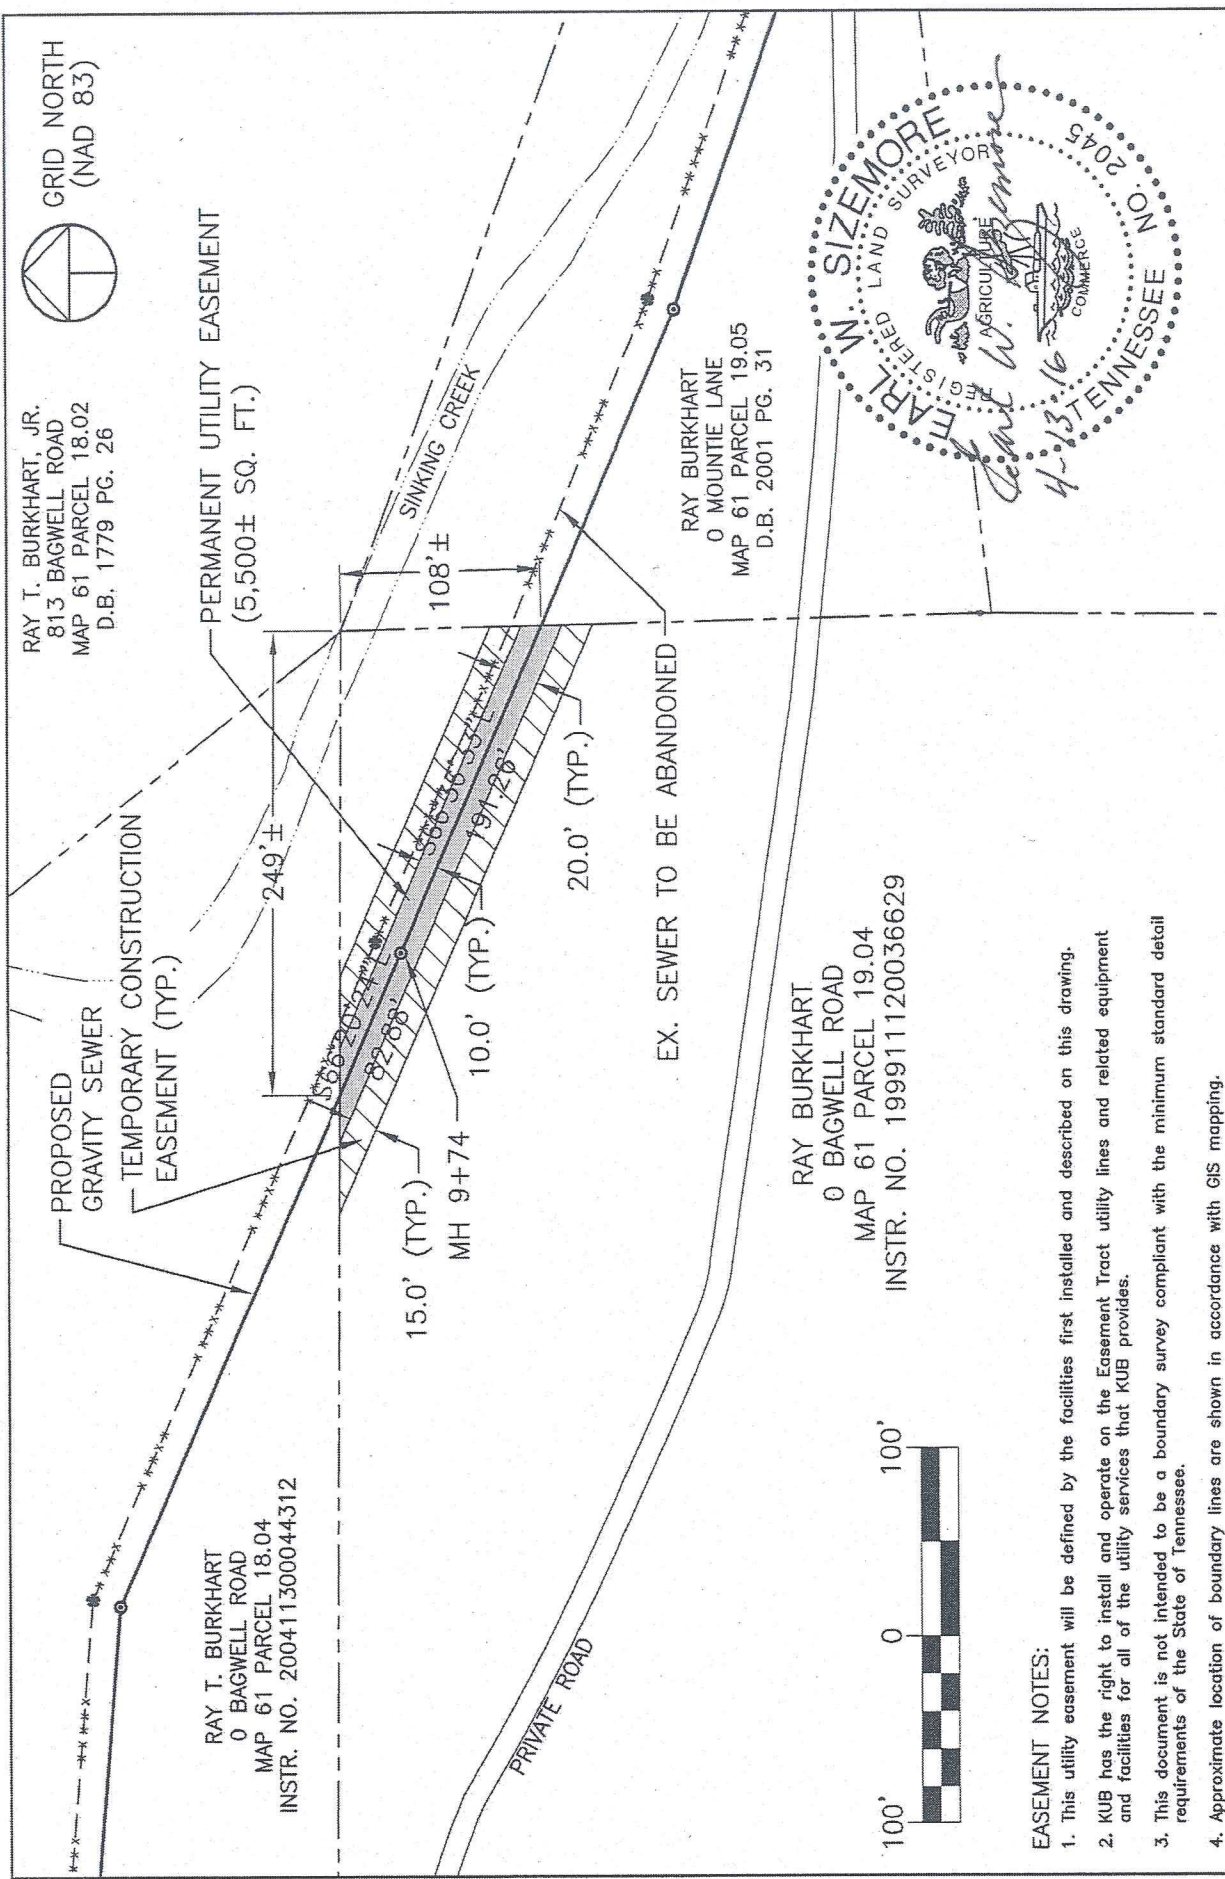 RAY T. BURKHART, JR.
813 BAGWELL ROAD
MAP 61 PARCEL 18.02
D.B. 1779 PG. 26
GRID NORTH
(NAD 83)
PERMANENT UTILITY EASEMENT
(5,500± SQ. FT.)
PROPOSED
GRAVITY SEWER
TEMPORARY CONSTRUCTION
EASEMENT (TYP.)
249'±
SINKING CREEK
108'±
S66°20'24" E
82.88'
S66°36'53" E
191.26'
15.0' (TYP.)
MH 9+74
10.0' (TYP.)
20.0' (TYP.)
EX. SEWER TO BE ABANDONED
RAY T. BURKHART
0 BAGWELL ROAD
MAP 61 PARCEL 18.04
INSTR. NO. 200411300044312
RAY BURKHART
0 MOUNTIE LANE
MAP 61 PARCEL 19.05
D.B. 2001 PG. 31
PRIVATE ROAD
RAY BURKHART
0 BAGWELL ROAD
MAP 61 PARCEL 19.04
INSTR. NO. 199911120036629
100' 0 100'
EARL W. SIZEMORE
REGISTERED LAND SURVEYOR
AGRICULTURE
COMMERCE
TENNESSEE NO. 2045
Earl W. Sizemore
4-13-16
EASEMENT NOTES:
1. This utility easement will be defined by the facilities first installed and described on this drawing.
2. KUB has the right to install and operate on the Easement Tract utility lines and related equipment
and facilities for all of the utility services that KUB provides.
3. This document is not intended to be a boundary survey compliant with the minimum standard detail
requirements of the State of Tennessee.
4. Approximate location of boundary lines are shown in accordance with GIS mapping.